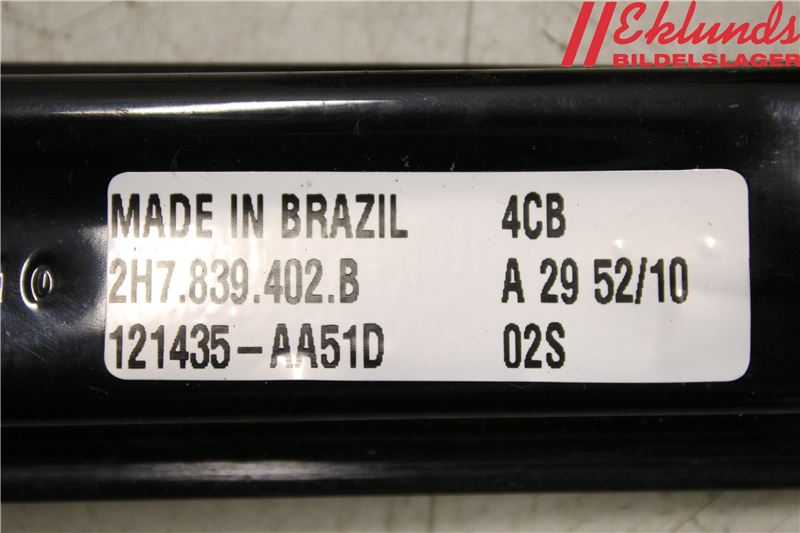 Eklunds
BILDELSLAGER
MADE IN BRAZIL 4CB
2H7.839.402.B A 29 52/10
121435-AA51D 02S